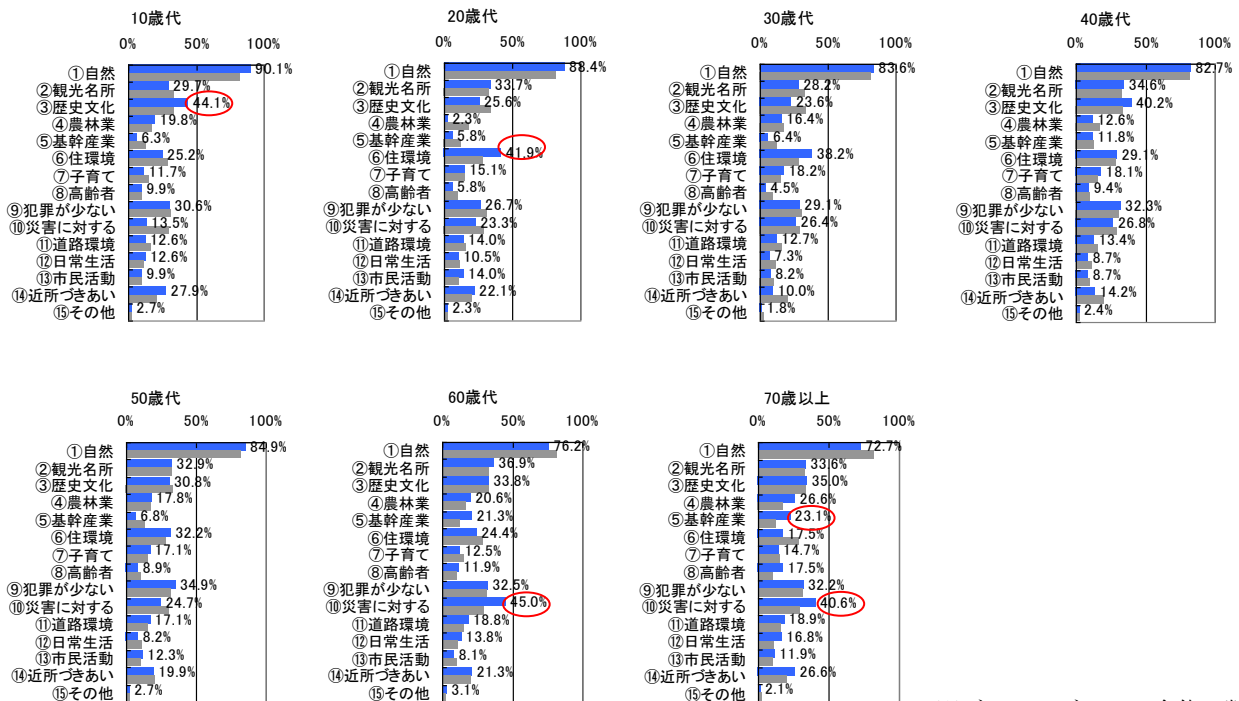 10歳代
0% 50% 100%
①自然 90.1%
②観光名所 29.7%
③歴史文化 44.1%
④農林業 19.8%
⑤基幹産業 6.3%
⑥住環境 25.2%
⑦子育て 11.7%
⑧高齢者 9.9%
⑨犯罪が少ない 30.6%
⑩災害に対する 13.5%
⑪道路環境 12.6%
⑫日常生活 12.6%
⑬市民活動 9.9%
⑭近所づきあい 27.9%
⑮その他 2.7%
20歳代
0% 50% 100%
①自然 88.4%
②観光名所 33.7%
③歴史文化 25.6%
④農林業 2.3%
⑤基幹産業 5.8%
⑥住環境 41.9%
⑦子育て 15.1%
⑧高齢者 5.8%
⑨犯罪が少ない 26.7%
⑩災害に対する 23.3%
⑪道路環境 14.0%
⑫日常生活 10.5%
⑬市民活動 14.0%
⑭近所づきあい 22.1%
⑮その他 2.3%
30歳代
0% 50% 100%
①自然 83.6%
②観光名所 28.2%
③歴史文化 23.6%
④農林業 16.4%
⑤基幹産業 6.4%
⑥住環境 38.2%
⑦子育て 18.2%
⑧高齢者 4.5%
⑨犯罪が少ない 29.1%
⑩災害に対する 26.4%
⑪道路環境 12.7%
⑫日常生活 7.3%
⑬市民活動 8.2%
⑭近所づきあい 10.0%
⑮その他 1.8%
40歳代
0% 50% 100%
①自然 82.7%
②観光名所 34.6%
③歴史文化 40.2%
④農林業 12.6%
⑤基幹産業 11.8%
⑥住環境 29.1%
⑦子育て 18.1%
⑧高齢者 9.4%
⑨犯罪が少ない 32.3%
⑩災害に対する 26.8%
⑪道路環境 13.4%
⑫日常生活 8.7%
⑬市民活動 8.7%
⑭近所づきあい 14.2%
⑮その他 2.4%
50歳代
0% 50% 100%
①自然 84.9%
②観光名所 32.9%
③歴史文化 30.8%
④農林業 17.8%
⑤基幹産業 6.8%
⑥住環境 32.2%
⑦子育て 17.1%
⑧高齢者 8.9%
⑨犯罪が少ない 34.9%
⑩災害に対する 24.7%
⑪道路環境 17.1%
⑫日常生活 8.2%
⑬市民活動 12.3%
⑭近所づきあい 19.9%
⑮その他 2.7%
60歳代
0% 50% 100%
①自然 76.2%
②観光名所 36.9%
③歴史文化 33.8%
④農林業 20.6%
⑤基幹産業 21.3%
⑥住環境 24.4%
⑦子育て 12.5%
⑧高齢者 11.9%
⑨犯罪が少ない 32.5%
⑩災害に対する 45.0%
⑪道路環境 18.8%
⑫日常生活 13.8%
⑬市民活動 8.1%
⑭近所づきあい 21.3%
⑮その他 3.1%
70歳以上
0% 50% 100%
①自然 72.7%
②観光名所 33.6%
③歴史文化 35.0%
④農林業 26.6%
⑤基幹産業 23.1%
⑥住環境 17.5%
⑦子育て 14.7%
⑧高齢者 17.5%
⑨犯罪が少ない 32.2%
⑩災害に対する 40.6%
⑪道路環境 18.9%
⑫日常生活 16.8%
⑬市民活動 11.9%
⑭近所づきあい 26.6%
⑮その他 2.1%